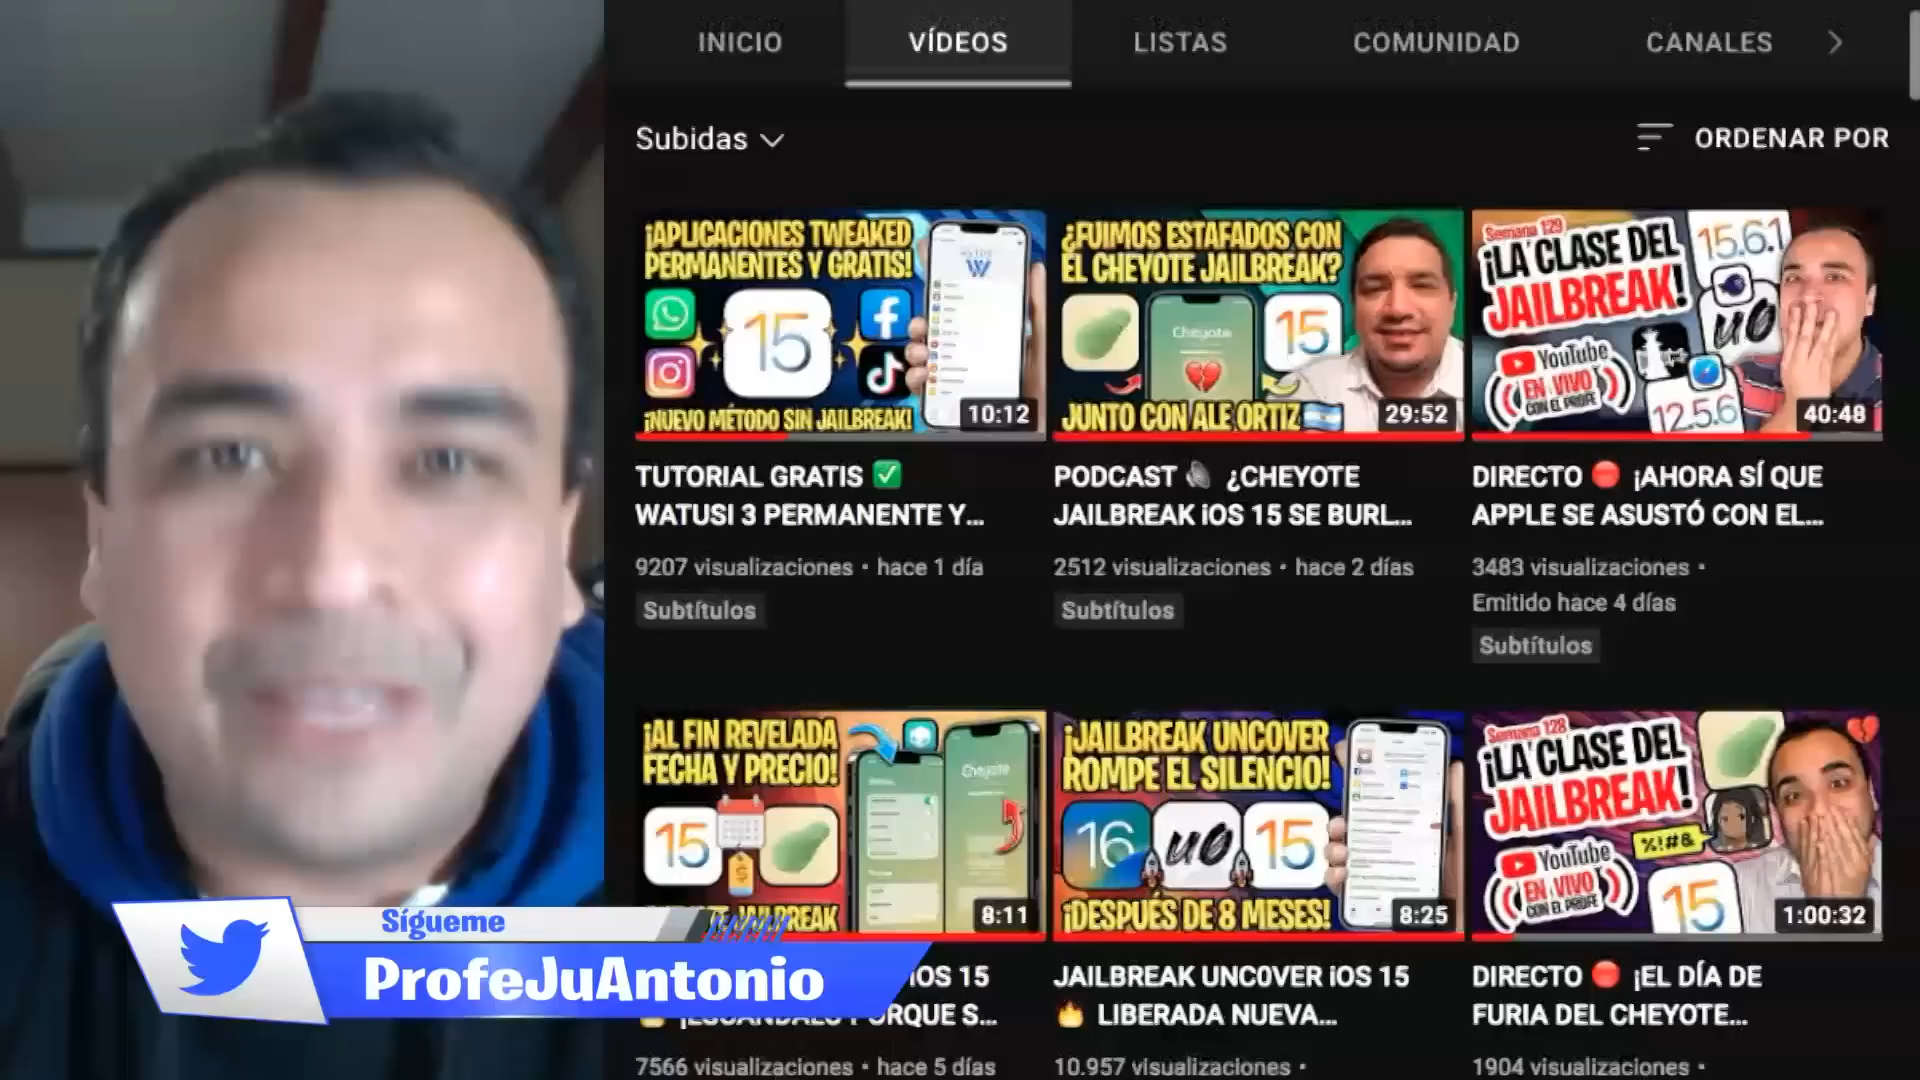 INICIO
VÍDEOS
LISTAS
COMUNIDAD
CANALES
Subidas
ORDENAR POR
¡APLICACIONES TWEAKED
PERMANENTES Y GRATIS!
15
¡NUEVO MÉTODO SIN JAILBREAK!
10:12
TUTORIAL GRATIS ✅
WATUSI 3 PERMANENTE Y...
9207 visualizaciones • hace 1 día
Subtítulos
¿FUIMOS ESTAFADOS CON
EL CHEYOTE JAILBREAK?
Cheyote
15
JUNTO CON ALE ORTIZ
29:52
PODCAST 🔊 ¿CHEYOTE
JAILBREAK iOS 15 SE BURL...
2512 visualizaciones • hace 2 días
Subtítulos
Semana 129
¡LA CLASE DEL
JAILBREAK!
15.6.1
u0
YouTube
EN VIVO
CON EL PROFE
12.5.6
40:48
DIRECTO 🔴 ¡AHORA SÍ QUE
APPLE SE ASUSTÓ CON EL...
3483 visualizaciones •
Emitido hace 4 días
Subtítulos
¡AL FIN REVELADA
FECHA Y PRECIO!
15
Cheyote
JAILBREAK
8:11
iOS 15
🔥 ¡ESCÁNDALO PORQUE S...
7566 visualizaciones • hace 5 días
¡JAILBREAK UNCOVER
ROMPE EL SILENCIO!
16
u0
15
¡DESPUÉS DE 8 MESES!
8:25
JAILBREAK UNC0VER iOS 15
🔥 LIBERADA NUEVA...
10.957 visualizaciones •
Semana 128
¡LA CLASE DEL
JAILBREAK!
%!#&
YouTube
EN VIVO
CON EL PROFE
15
1:00:32
DIRECTO 🔴 ¡EL DÍA DE
FURIA DEL CHEYOTE...
1904 visualizaciones •
Sígueme
ProfeJuAntonio